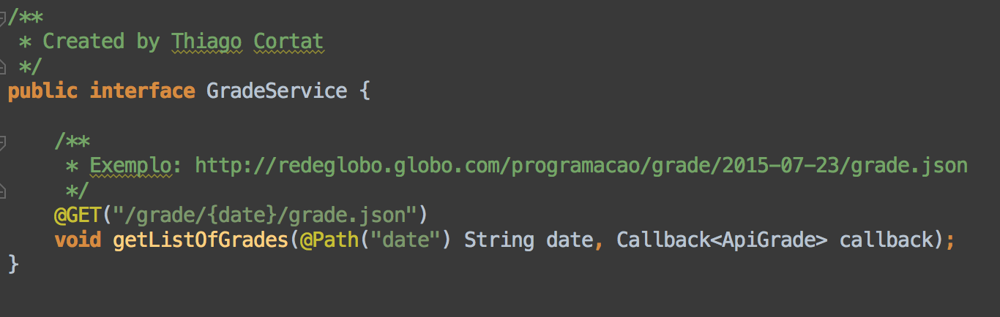 /**
 * Created by Thiago Cortat
 */
public interface GradeService {
    /**
     * Exemplo: http://redeglobo.globo.com/programacao/grade/2015-07-23/grade.json
     */
    @GET("/grade/{date}/grade.json")
    void getListOfGrades(@Path("date") String date, Callback<ApiGrade> callback);
}